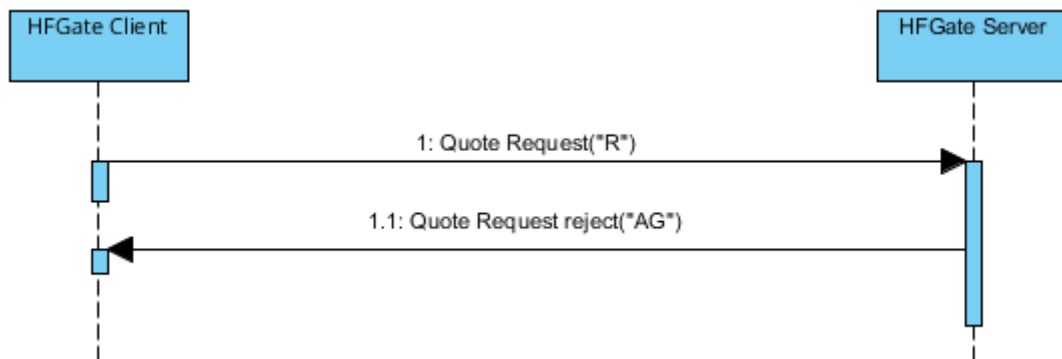 HFGate Client
HFGate Server
1: Quote Request("R")
1.1: Quote Request reject("AG")